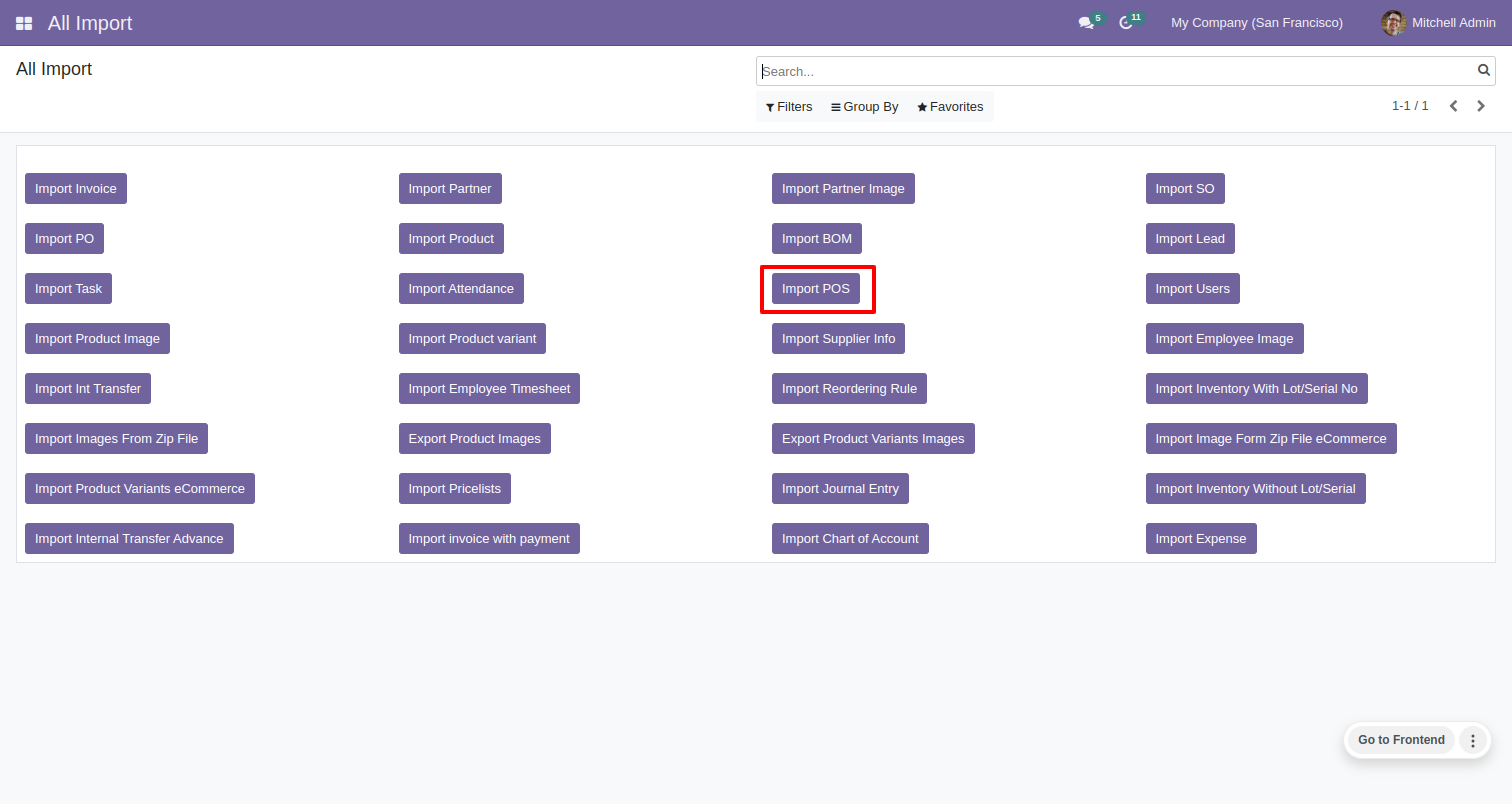 All Import
5
11
My Company (San Francisco)
Mitchell Admin
All Import
Search...
Filters
Group By
Favorites
1-1 / 1
Import Invoice
Import Partner
Import Partner Image
Import SO
Import PO
Import Product
Import BOM
Import Lead
Import Task
Import Attendance
Import POS
Import Users
Import Product Image
Import Product variant
Import Supplier Info
Import Employee Image
Import Int Transfer
Import Employee Timesheet
Import Reordering Rule
Import Inventory With Lot/Serial No
Import Images From Zip File
Export Product Images
Export Product Variants Images
Import Image Form Zip File eCommerce
Import Product Variants eCommerce
Import Pricelists
Import Journal Entry
Import Inventory Without Lot/Serial
Import Internal Transfer Advance
Import invoice with payment
Import Chart of Account
Import Expense
Go to Frontend